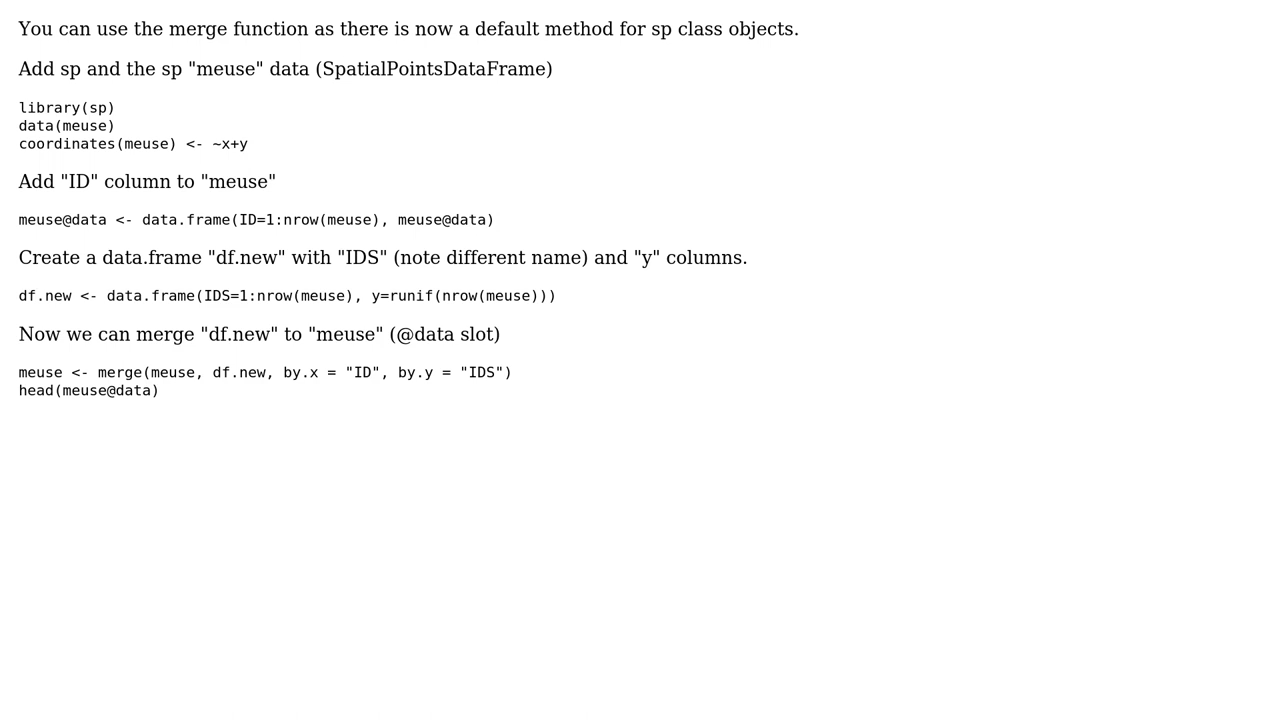 You can use the merge function as there is now a default method for sp class objects.
Add sp and the sp "meuse" data (SpatialPointsDataFrame)
library(sp)
data(meuse)
coordinates(meuse) <- ~x+y
Add "ID" column to "meuse"
meuse@data <- data.frame(ID=1:nrow(meuse), meuse@data)
Create a data.frame "df.new" with "IDS" (note different name) and "y" columns.
df.new <- data.frame(IDS=1:nrow(meuse), y=runif(nrow(meuse)))
Now we can merge "df.new" to "meuse" (@data slot)
meuse <- merge(meuse, df.new, by.x = "ID", by.y = "IDS")
head(meuse@data)